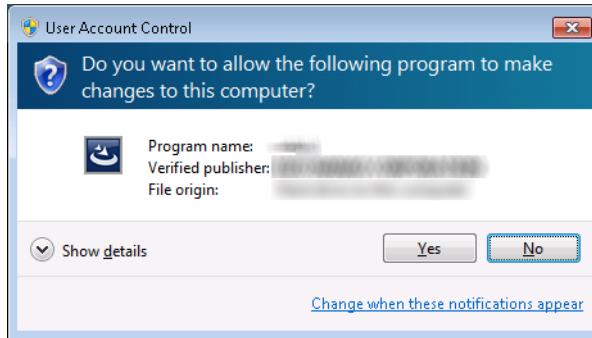 User Account Control
Do you want to allow the following program to make
changes to this computer?
Program name:
Verified publisher:
File origin:
Show details
Yes
No
Change when these notifications appear